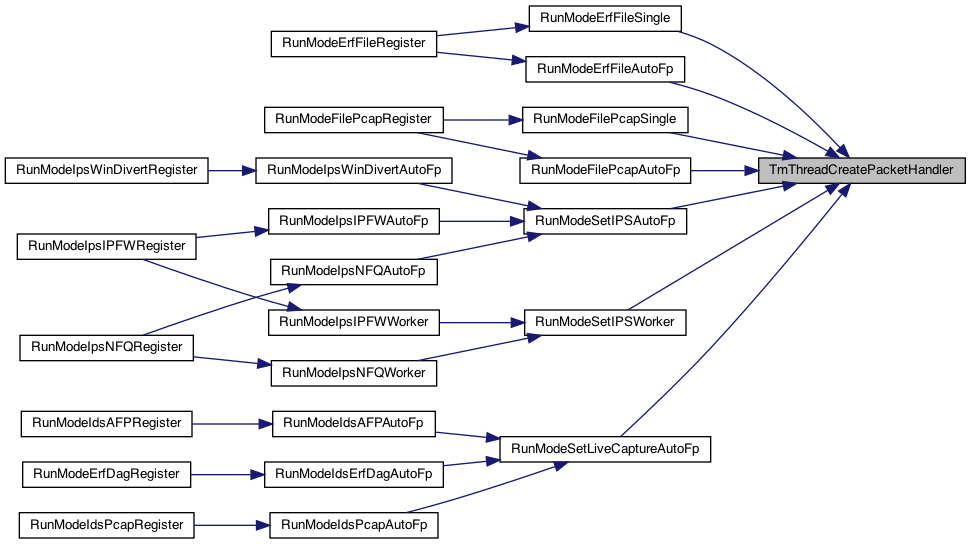 RunModeErfFileSingle
RunModeErfFileRegister
RunModeErfFileAutoFp
RunModeFilePcapRegister
RunModeFilePcapSingle
RunModeIpsWinDivertRegister
RunModeIpsWinDivertAutoFp
RunModeFilePcapAutoFp
TmThreadCreatePacketHandler
RunModeIpsIPFWAutoFp
RunModeSetIPSAutoFp
RunModeIpsIPFWRegister
RunModeIpsNFQAutoFp
RunModeIpsIPFWWorker
RunModeSetIPSWorker
RunModeIpsNFQRegister
RunModeIpsNFQWorker
RunModeIdsAFPRegister
RunModeIdsAFPAutoFp
RunModeSetLiveCaptureAutoFp
RunModeErfDagRegister
RunModeIdsErfDagAutoFp
RunModeIdsPcapRegister
RunModeIdsPcapAutoFp